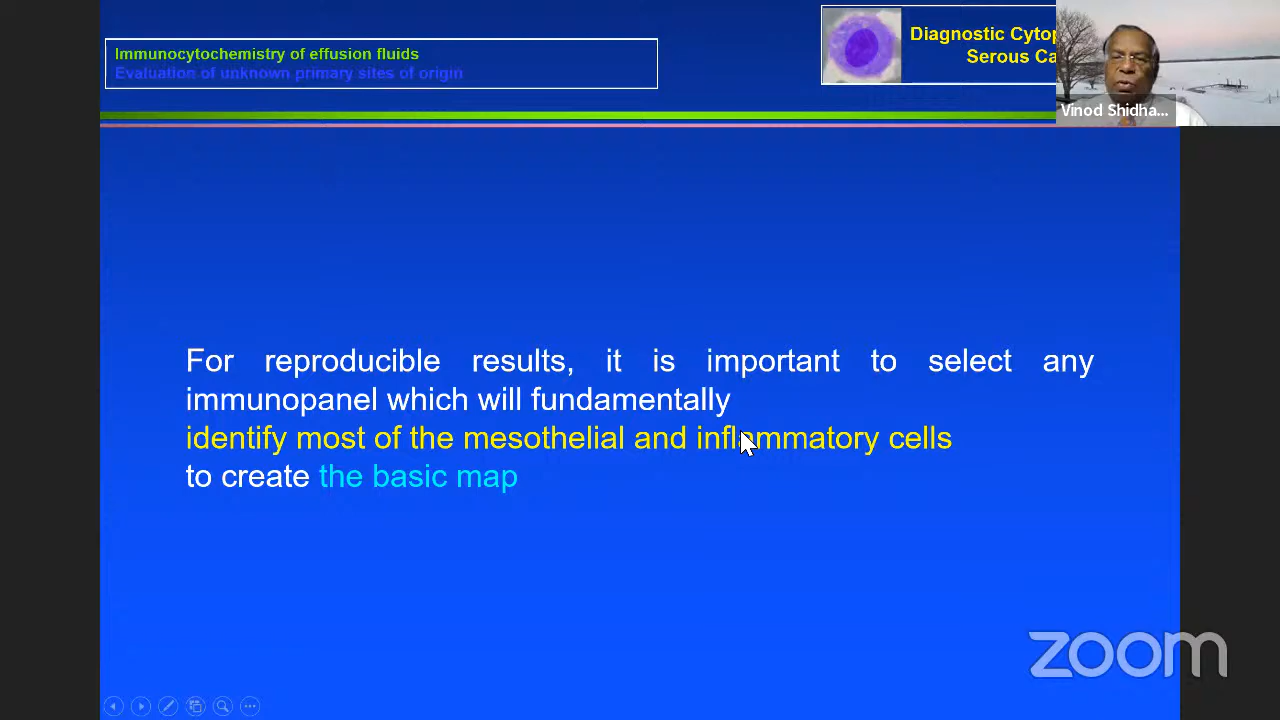 Immunocytochemistry of effusion fluids
Evaluation of unknown primary sites of origin
Diagnostic Cytop
Serous Ca
Vinod Shidha...
For reproducible results, it is important to select any
immunopanel which will fundamentally
identify most of the mesothelial and inflammatory cells
to create the basic map
zoom